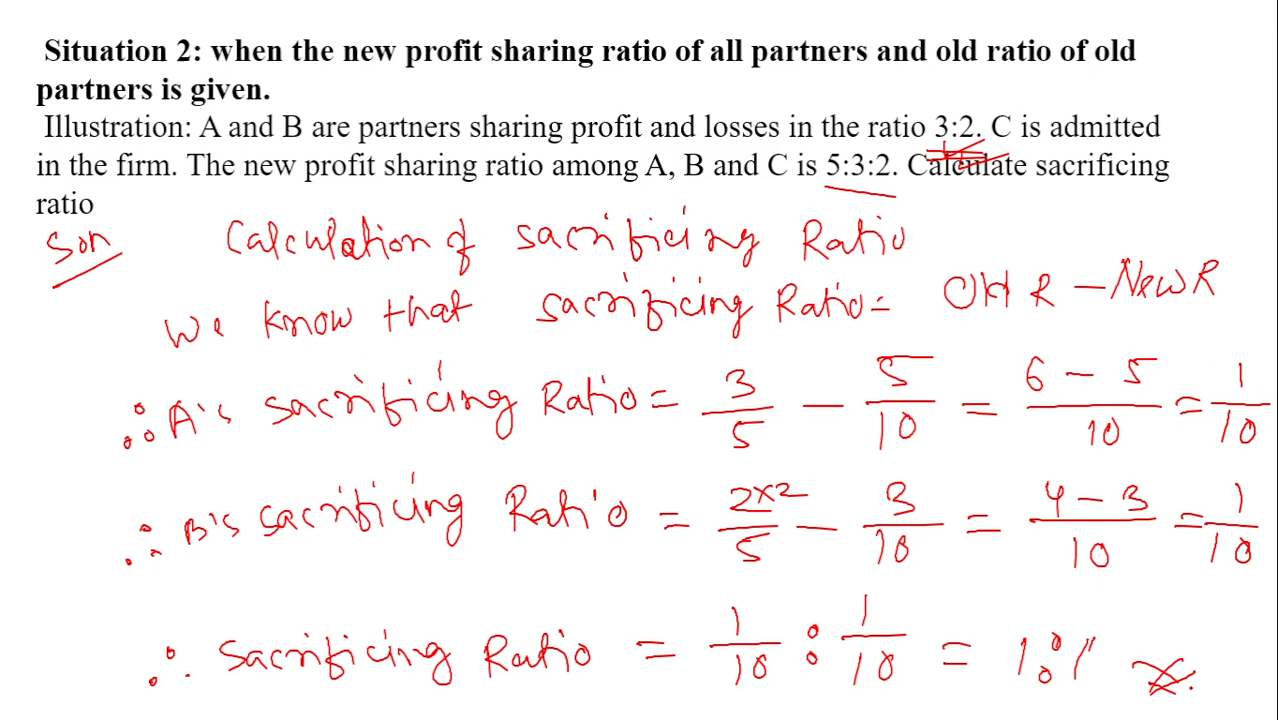 Situation 2: when the new profit sharing ratio of all partners and old ratio of old
partners is given.
Illustration: A and B are partners sharing profit and losses in the ratio 3:2. C is admitted
in the firm. The new profit sharing ratio among A, B and C is 5:3:2. Calculate sacrificing
ratio
Soln Calculation of sacrificing Ratio
We know that sacrificing Ratio = Old R - New R
∴ A's sacrificing Ratio = 3/5 - 5/10 = 6-5/10 = 1/10
∴ B's sacrificing Ratio = 2x2/5 - 3/10 = 4-3/10 = 1/10
∴ Sacrificing Ratio = 1/10 : 1/10 = 1:1